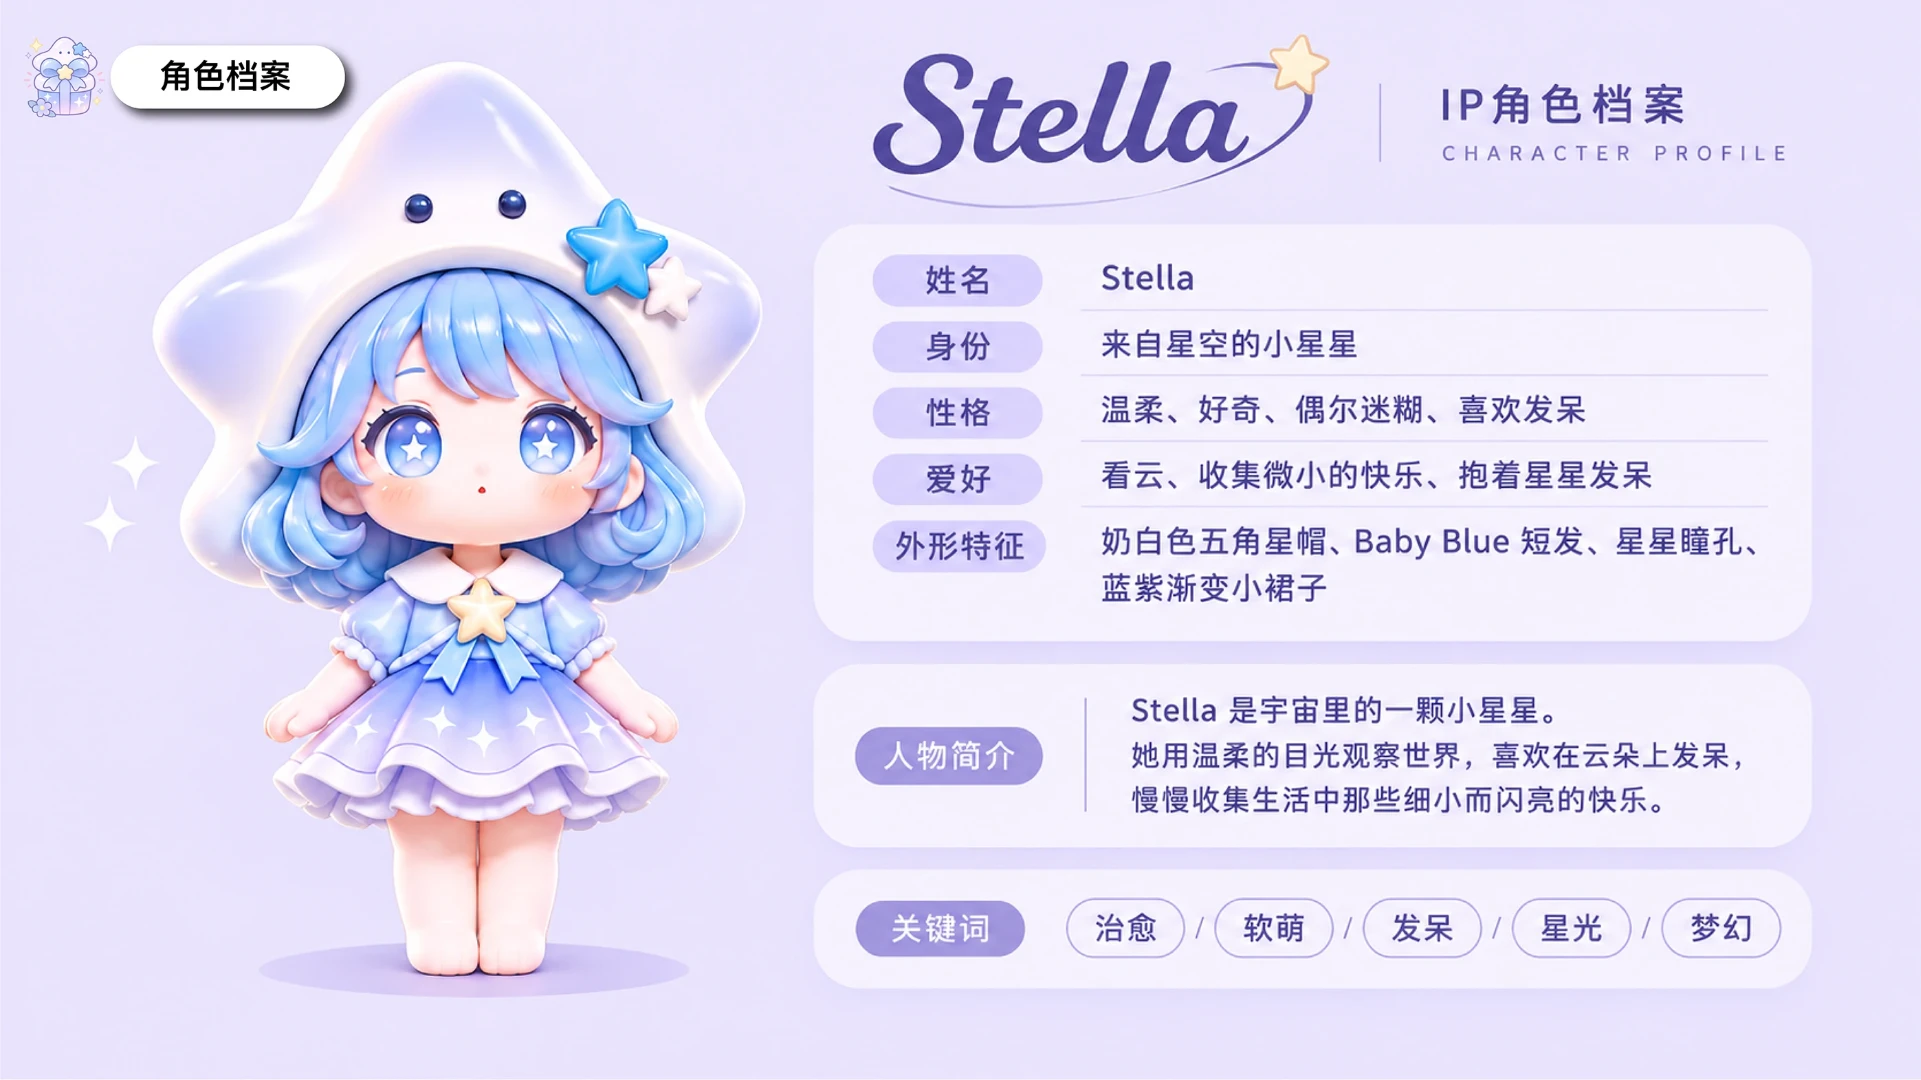 角色档案
Stella
IP角色档案
CHARACTER PROFILE
姓名
Stella
身份
来自星空的小星星
性格
温柔、好奇、偶尔迷糊、喜欢发呆
爱好
看云、收集微小的快乐、抱着星星发呆
外形特征
奶白色五角星帽、Baby Blue 短发、星星瞳孔、
蓝紫渐变小裙子
人物简介
Stella 是宇宙里的一颗小星星。
她用温柔的目光观察世界，喜欢在云朵上发呆，
慢慢收集生活中那些细小而闪亮的快乐。
关键词
治愈 / 软萌 / 发呆 / 星光 / 梦幻